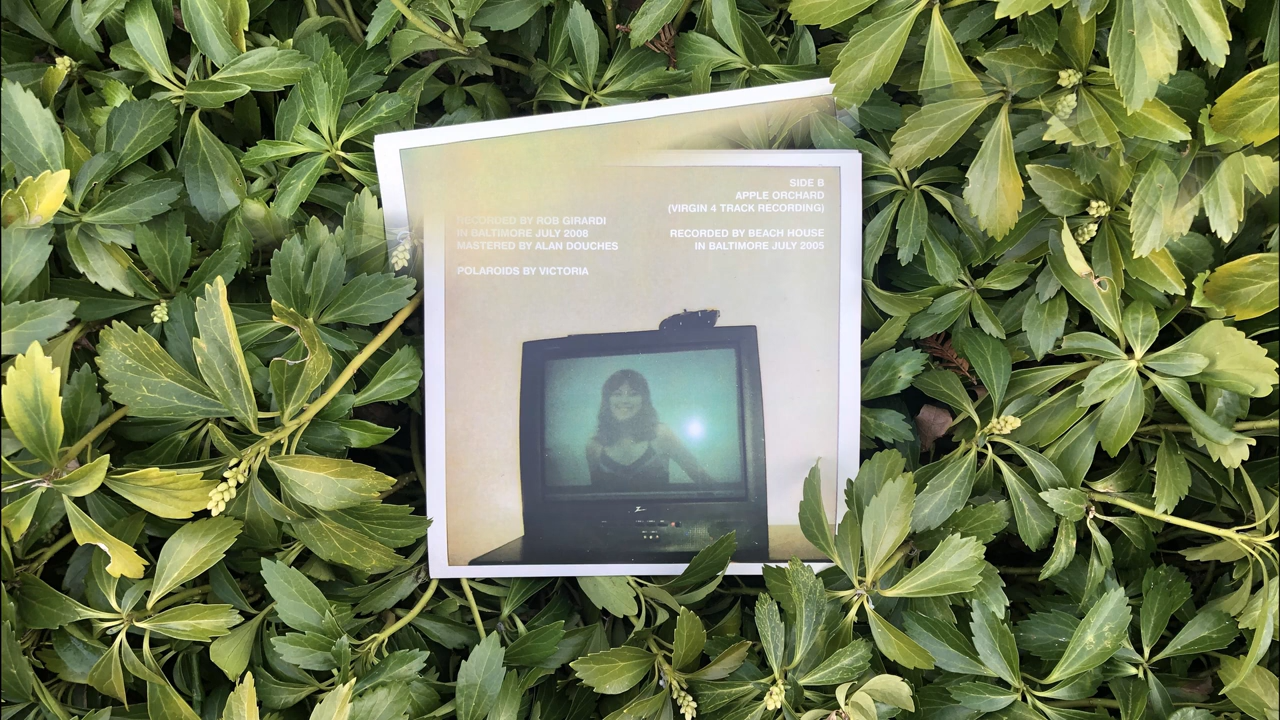 RECORDED BY ROB GIRARDI
IN BALTIMORE JULY 2008
MASTERED BY ALAN DOUCHES
POLAROIDS BY VICTORIA
SIDE B
APPLE ORCHARD
(VIRGIN 4 TRACK RECORDING)
RECORDED BY BEACH HOUSE
IN BALTIMORE JULY 2005